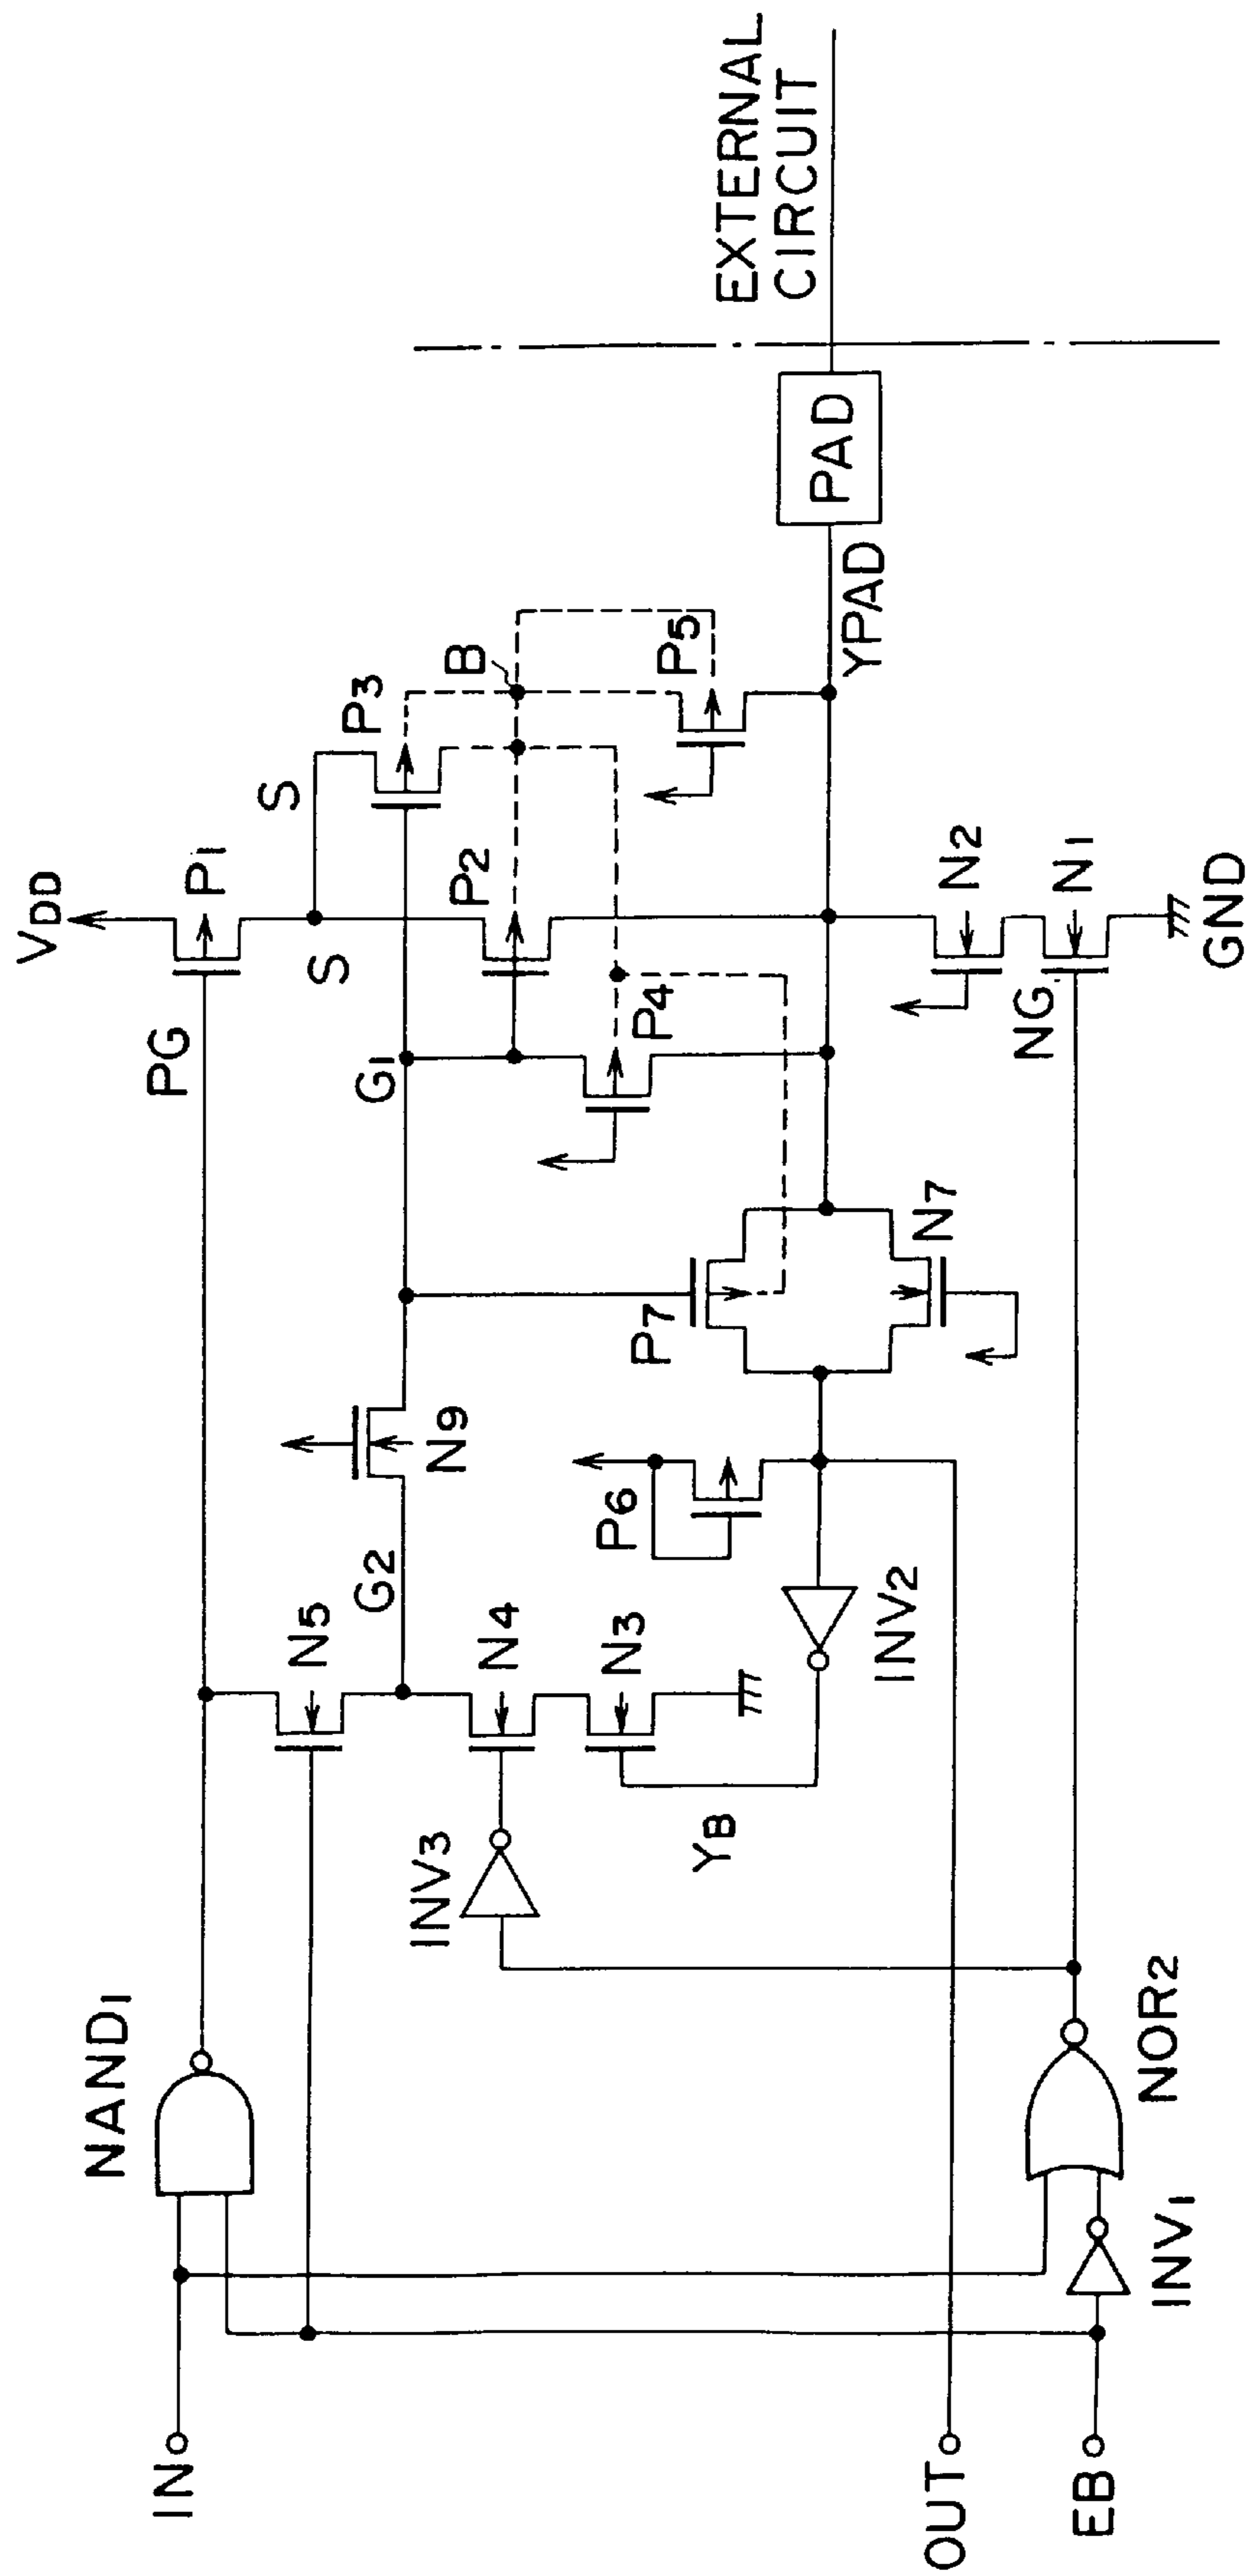 IN
OUT
EB
NAND1
INV1
NOR2
PG
VDD
P1
S
S
P3
B
P2
P5
G1
P4
N9
G2
N5
N4
N3
INV3
YB
P6
INV2
P7
N7
N2
N1
NG
GND
YPAD
PAD
EXTERNAL
CIRCUIT